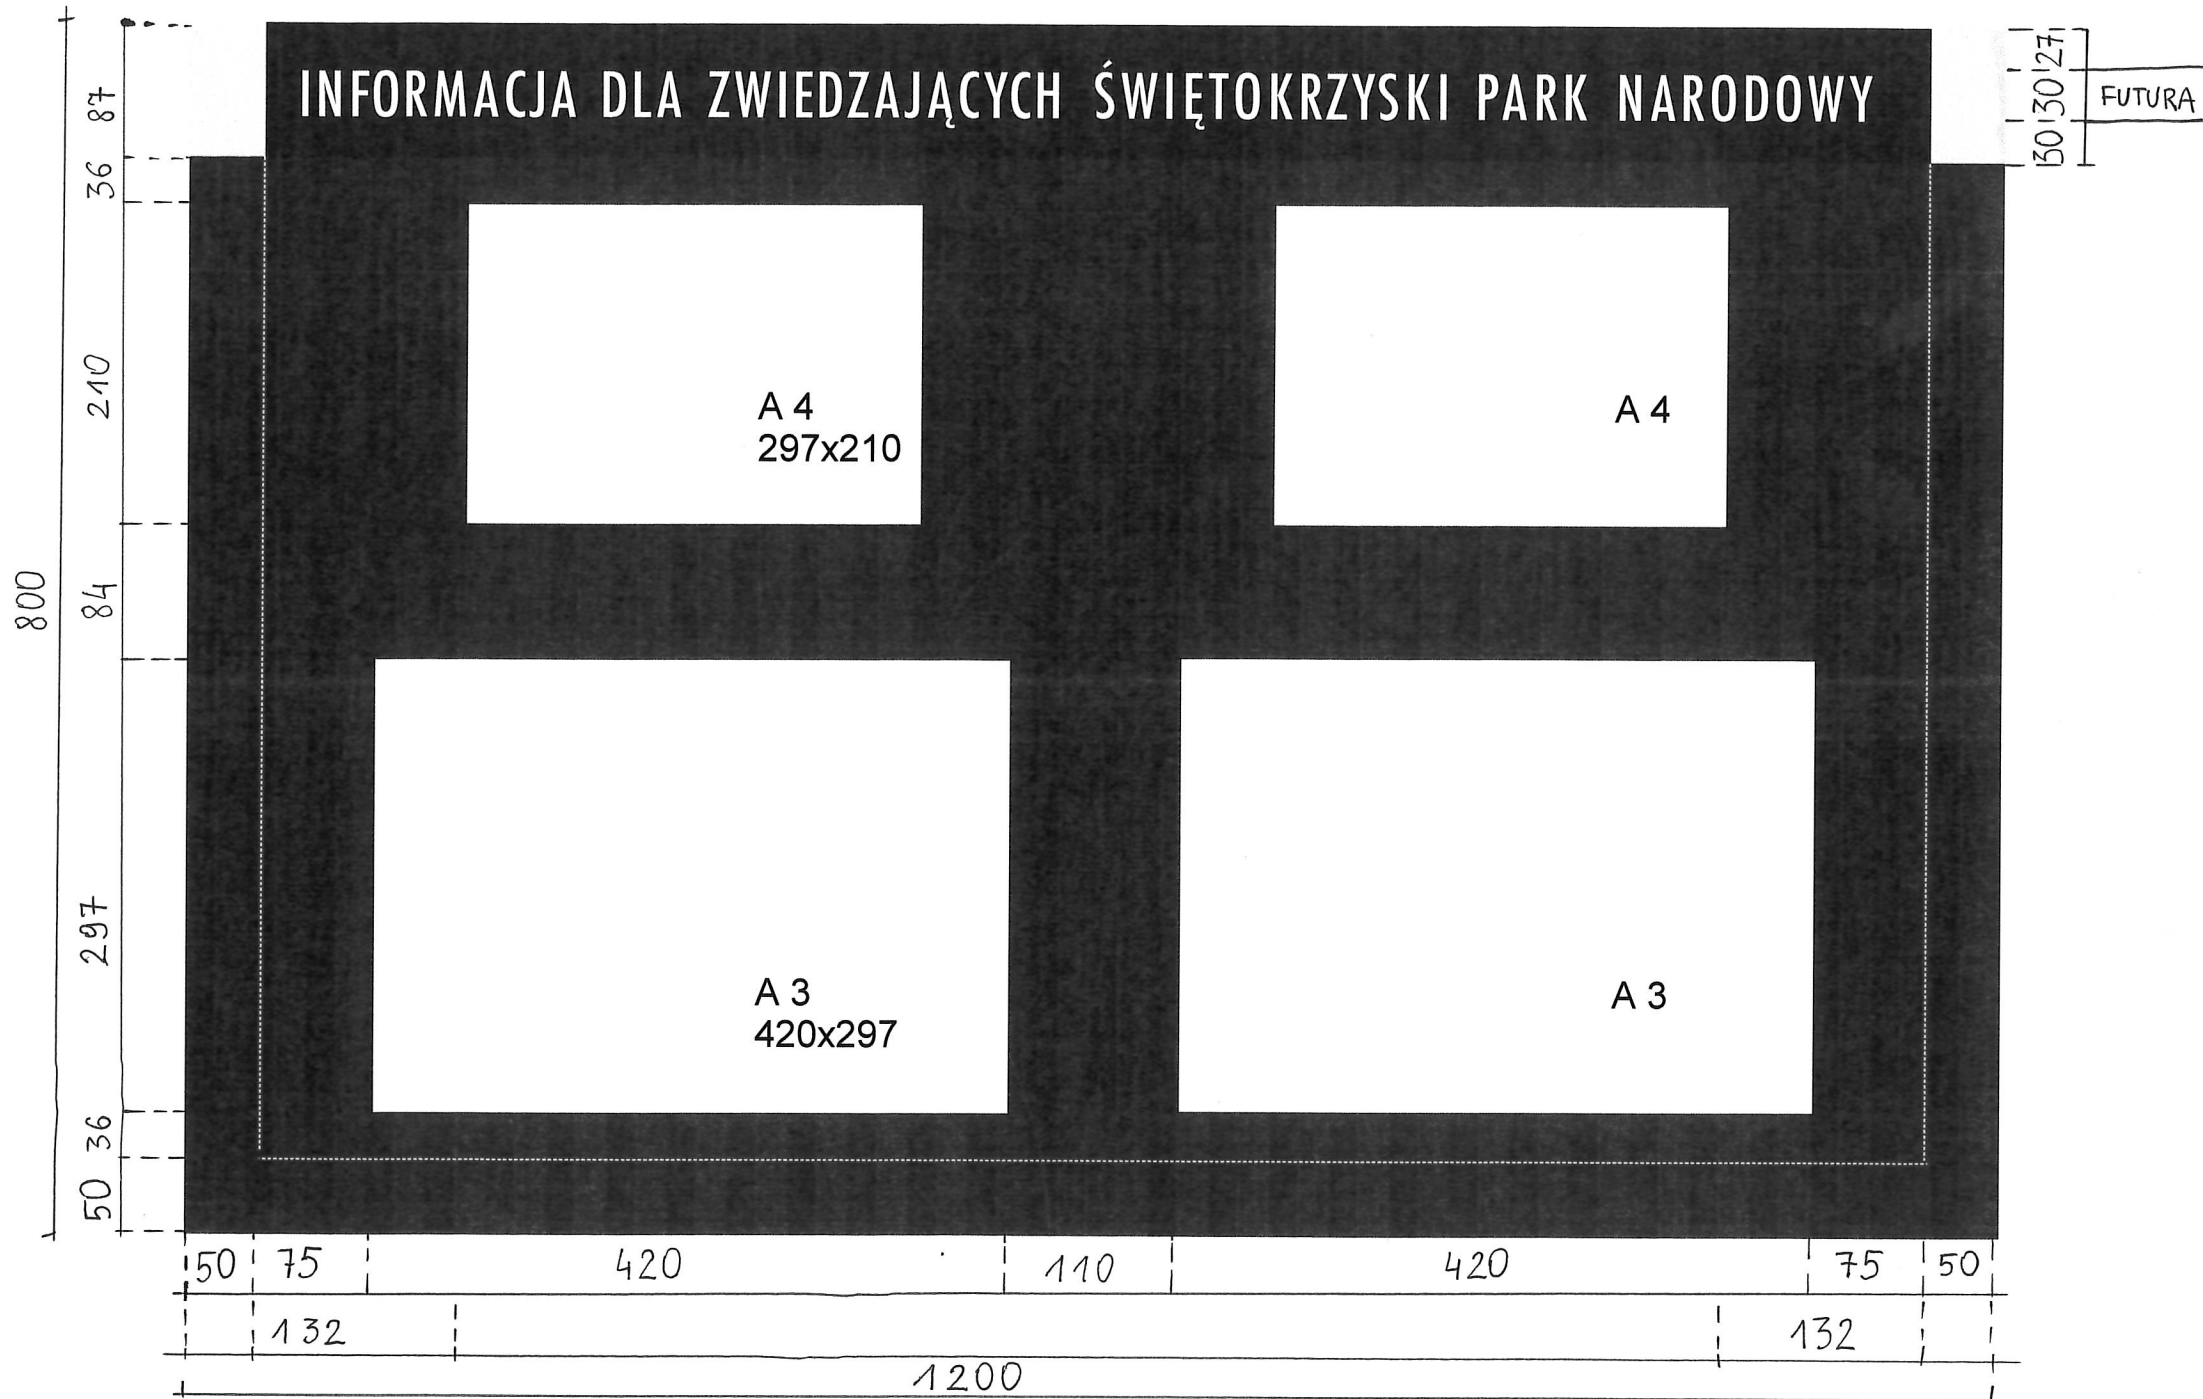 INFORMACJA DLA ZWIEDZAJĄCYCH ŚWIĘTOKRZYSKI PARK NARODOWY
27
30
30
FUTURA
87
36
210
84
297
36
50
800
A 4
297x210
A 4
A 3
420x297
A 3
50 75 420 110 420 75 50
132 132
1200